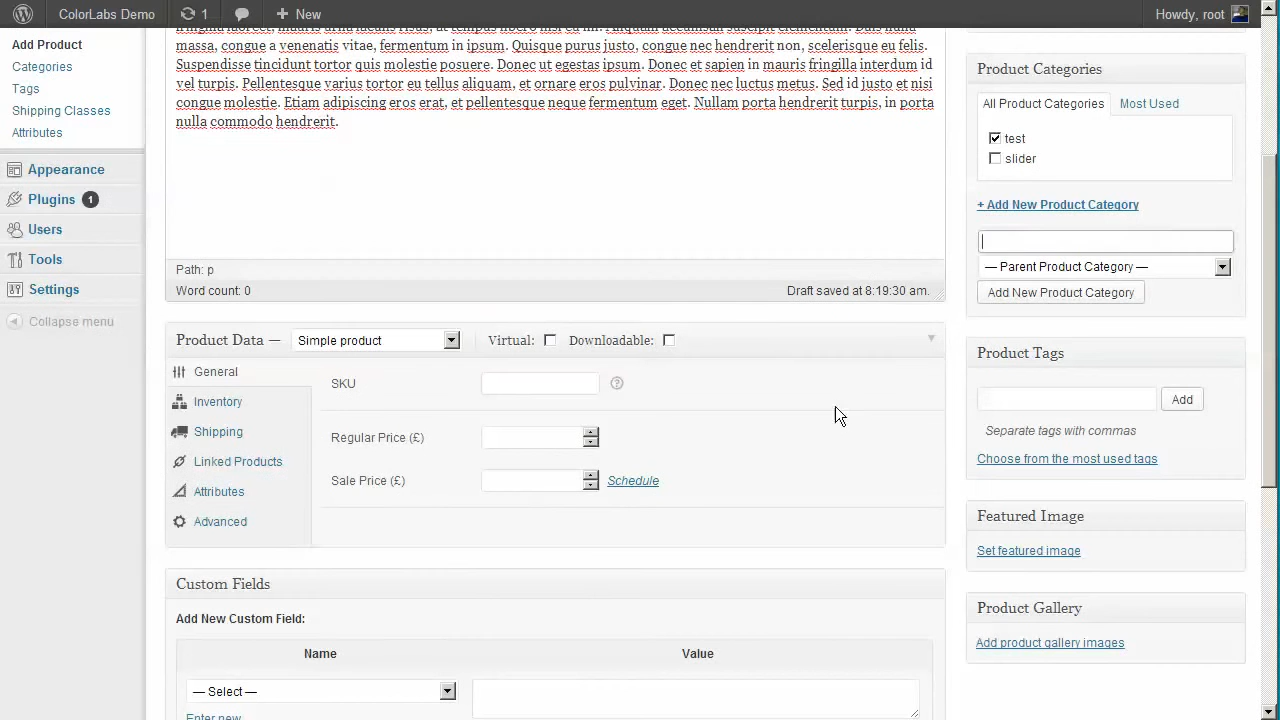 ColorLabs Demo
1
New
Howdy, root
Add Product
Categories
Tags
Shipping Classes
Attributes
Appearance
Plugins 1
Users
Tools
Settings
Collapse menu
massa, congue a venenatis vitae, fermentum in ipsum. Quisque purus justo, congue nec hendrerit non, scelerisque eu felis.
Suspendisse tincidunt tortor quis molestie posuere. Donec ut egestas ipsum. Donec et sapien in mauris fringilla interdum id
vel turpis. Pellentesque varius tortor eu tellus aliquam, et ornare eros pulvinar. Donec nec luctus metus. Sed id justo et nisi
congue molestie. Etiam adipiscing eros erat, et pellentesque neque fermentum eget. Nullam porta hendrerit turpis, in porta
nulla commodo hendrerit.
Path: p
Word count: 0
Draft saved at 8:19:30 am.
Product Data —
Simple product
Virtual:
Downloadable:
General
Inventory
Shipping
Linked Products
Attributes
Advanced
SKU
?
Regular Price (£)
Sale Price (£)
Schedule
Custom Fields
Add New Custom Field:
Name
Value
— Select —
Enter new
Product Categories
All Product Categories
Most Used
test
slider
+ Add New Product Category
— Parent Product Category —
Add New Product Category
Product Tags
Add
Separate tags with commas
Choose from the most used tags
Featured Image
Set featured image
Product Gallery
Add product gallery images